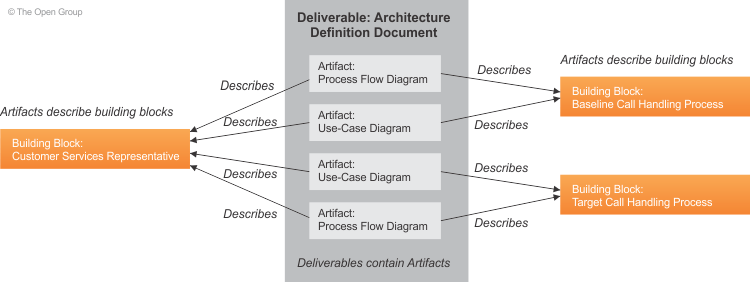 © The Open Group
Deliverable: Architecture
Definition Document
Artifact:
Process Flow Diagram
Artifact:
Use-Case Diagram
Artifact:
Use-Case Diagram
Artifact:
Process Flow Diagram
Deliverables contain Artifacts
Artifacts describe building blocks
Building Block:
Customer Services Representative
Describes
Describes
Describes
Describes
Artifacts describe building blocks
Describes
Building Block:
Baseline Call Handling Process
Describes
Describes
Building Block:
Target Call Handling Process
Describes